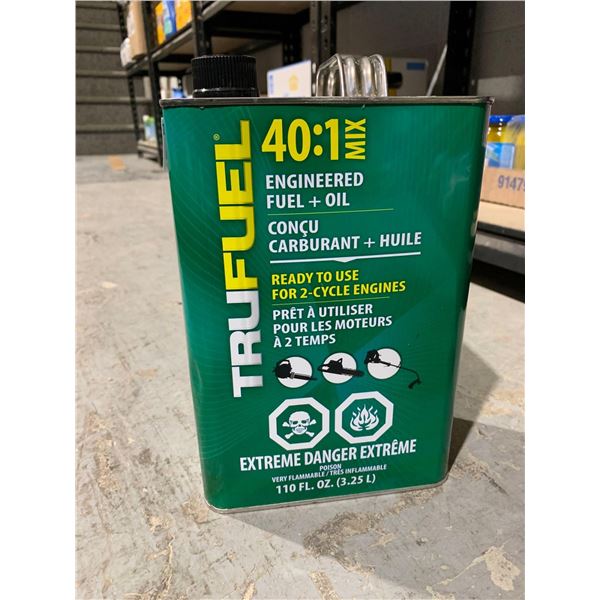 TRUFUEL®
40:1 MIX
ENGINEERED
FUEL + OIL
CONÇU
CARBURANT + HUILE
READY TO USE
FOR 2-CYCLE ENGINES
PRÊT À UTILISER
POUR LES MOTEURS
À 2 TEMPS
EXTREME DANGER EXTRÊME
POISON
VERY FLAMMABLE / TRÈS INFLAMMABLE
110 FL. OZ. (3.25 L)
9147